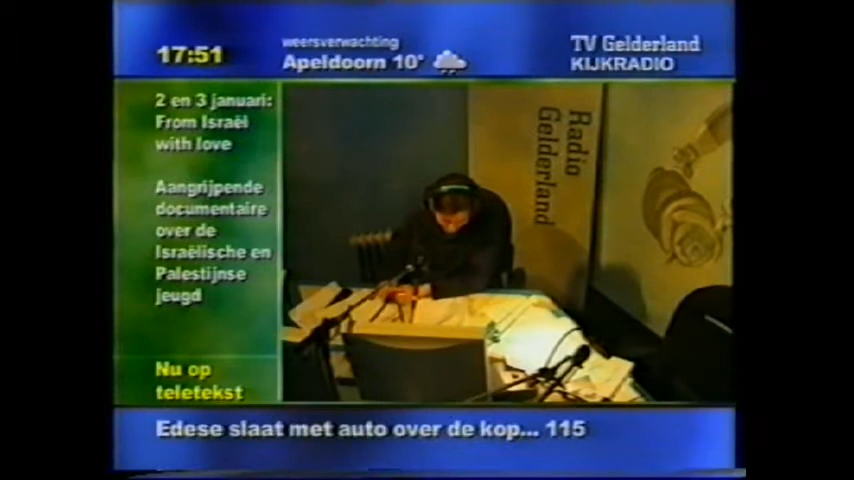 17:51
weersverwachting
Apeldoorn 10°
TV Gelderland
KIJKRADIO
2 en 3 januari:
From Israël
with love
Aangrijpende
documentaire
over de
Israëlische en
Palestijnse
jeugd
Radio
Gelderland
Nu op
teletekst
Edese slaat met auto over de kop... 115